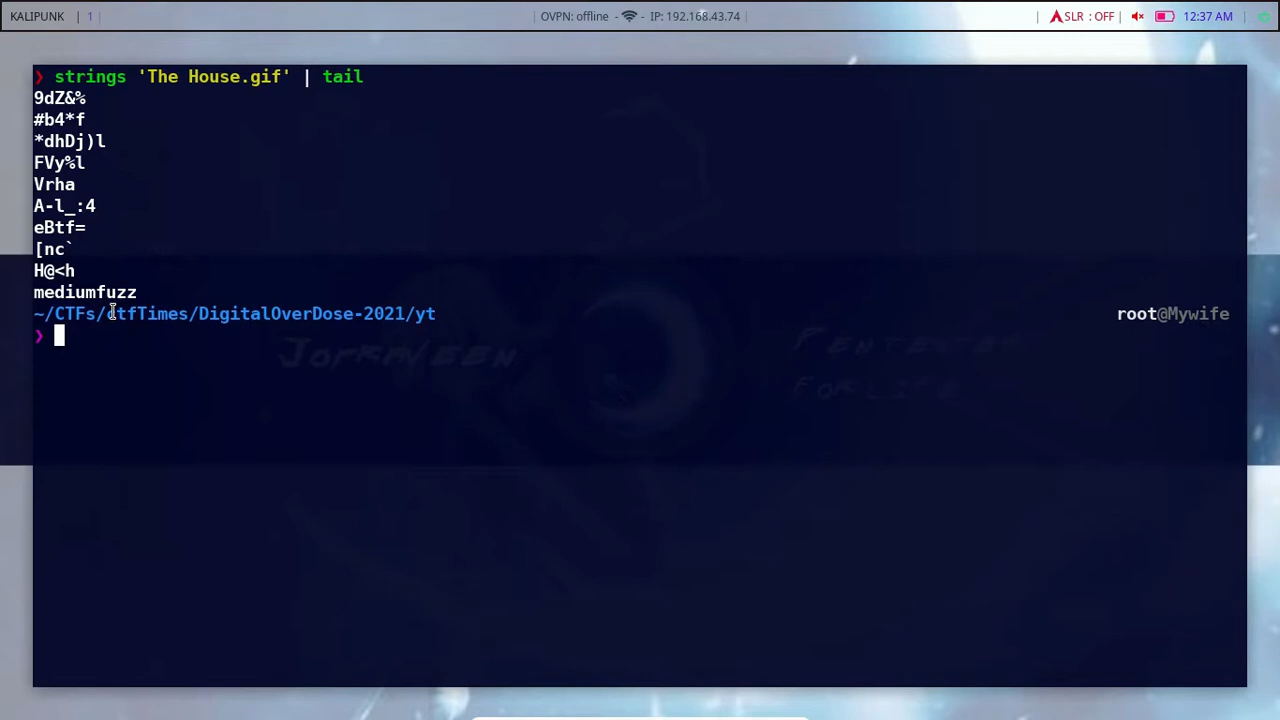 KALIPUNK | 1 | | OVPN: offline - - IP: 192.168.43.74 | | SLR : OFF | 12:37 AM |
❯ strings 'The House.gif' | tail
9dZ&%
#b4*f
*dhDj)l
FVy%l
Vrha
A-l_:4
eBtf=
[nc`
H@<h
mediumfuzz
~/CTFs/ctfTimes/DigitalOverDose-2021/yt root@Mywife
❯